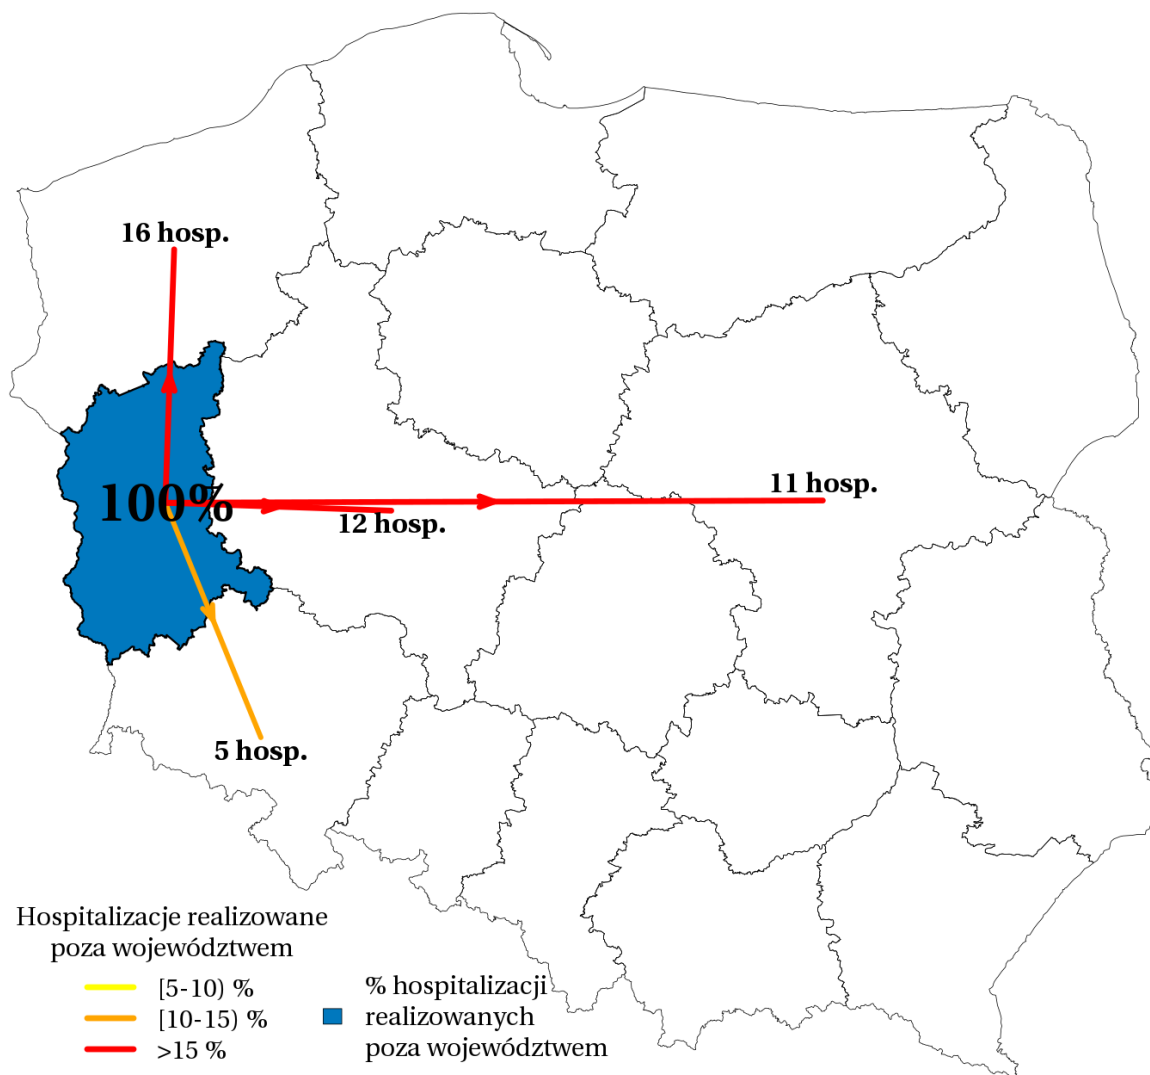 16 hosp.
11 hosp.
100%
12 hosp.
5 hosp.
Hospitalizacje realizowane
poza województwem
[5-10) %
[10-15) %
>15 %
% hospitalizacji
realizowanych
poza województwem